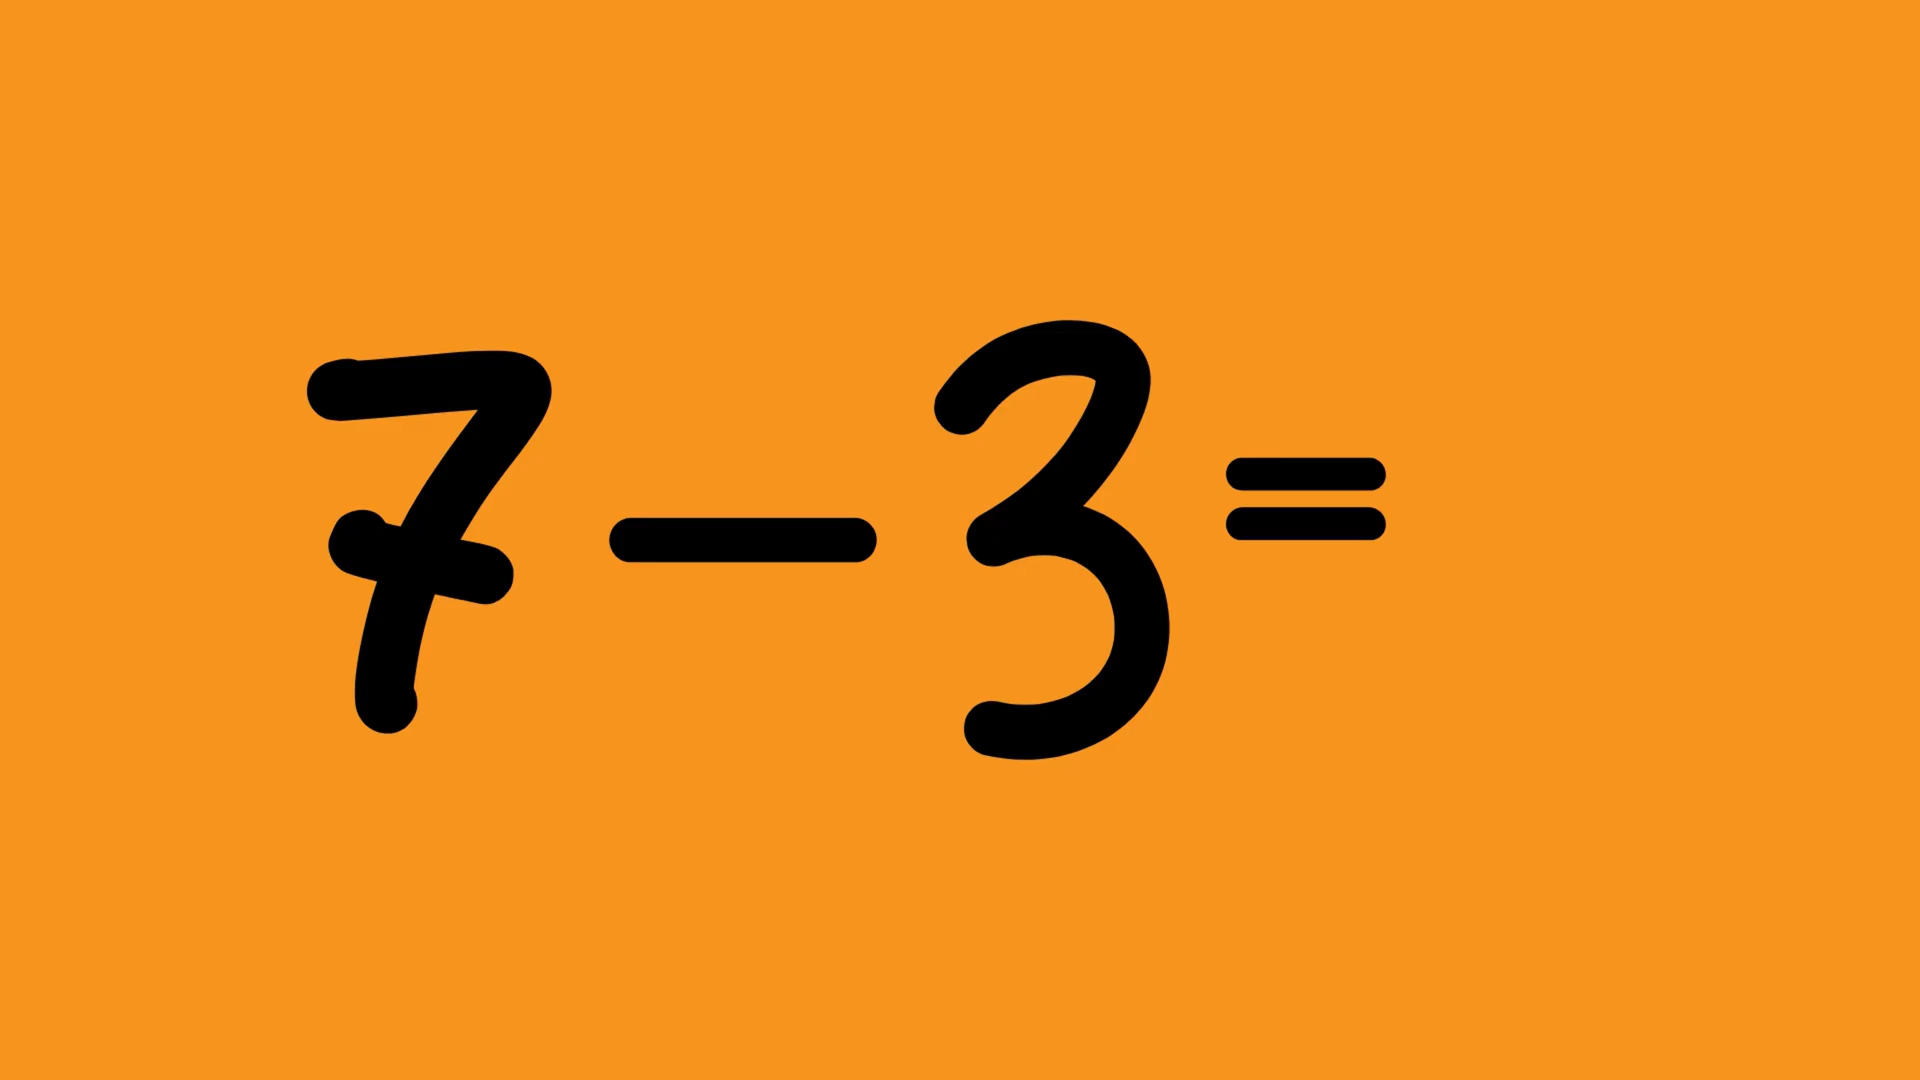 7 – 3 =